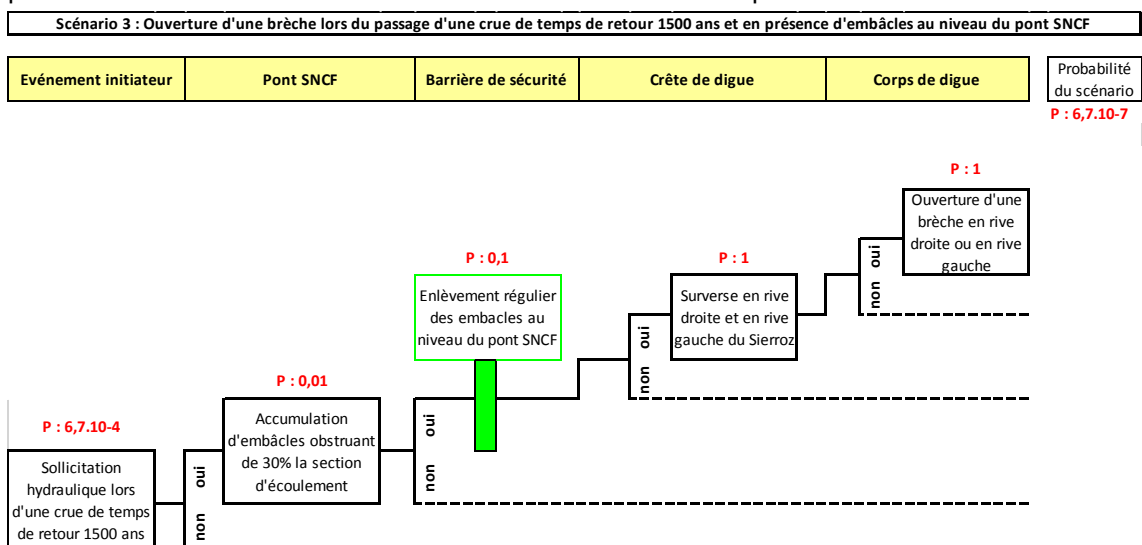 Scénario 3 : Ouverture d'une brèche lors du passage d'une crue de temps de retour 1500 ans et en présence d'embâcles au niveau du pont SNCF
Evénement initiateur
Pont SNCF
Barrière de sécurité
Crête de digue
Corps de digue
Probabilité
du scénario
P : 6,7.10-7
P : 1
Ouverture d'une
brèche en rive
droite ou en rive
gauche
oui
non
P : 0,1
Enlèvement régulier
des embacles au
niveau du pont SNCF
P : 1
Surverse en rive
droite et en rive
gauche du Sierroz
oui
non
P : 0,01
Accumulation
d'embâcles obstruant
de 30% la section
d'écoulement
oui
non
P : 6,7.10-4
Sollicitation
hydraulique lors
d'une crue de temps
de retour 1500 ans
oui
non